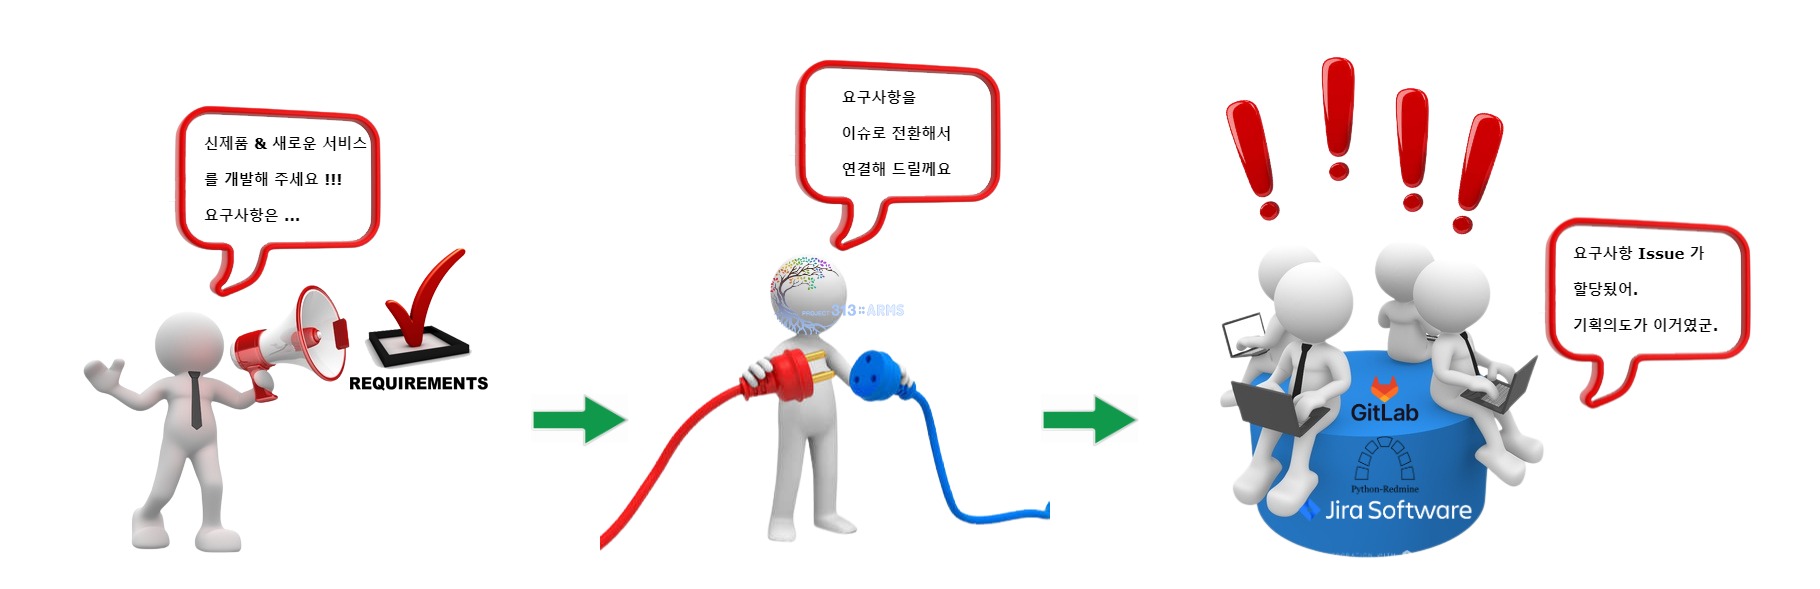 신제품 & 새로운 서비스
를 개발해 주세요 !!!
요구사항은 ...
REQUIREMENTS
요구사항을
이슈로 전환해서
연결해 드릴께요
PROJECT 313::ARMS
요구사항 Issue 가
할당됬어.
기획의도가 이거였군.
GitLab
Python-Redmine
Jira Software